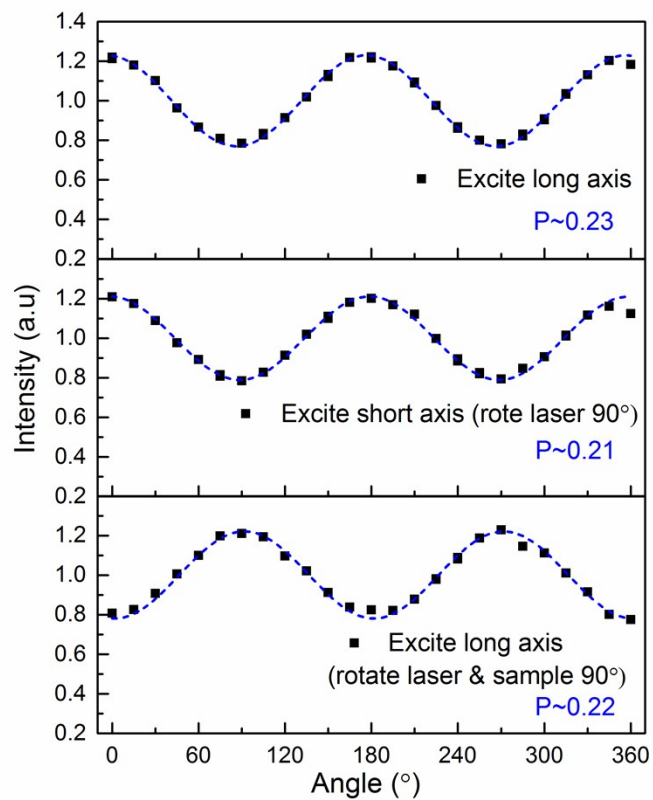 1.4
1.2
1.0
0.8
0.6
0.4
0.2
Excite long axis
P~0.23
1.2
1.0
0.8
0.6
0.4
0.2
Excite short axis (rote laser 90°)
P~0.21
1.2
1.0
0.8
0.6
0.4
0.2
Excite long axis
(rotate laser & sample 90°)
P~0.22
Intensity (a.u)
0 60 120 180 240 300 360
Angle (°)